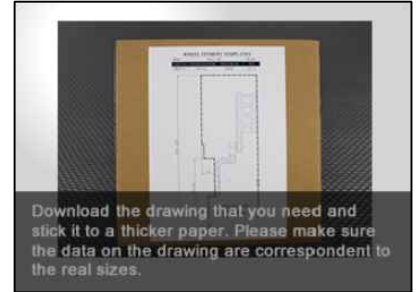 Download the drawing that you need and
stick it to a thicker paper. Please make sure
the data on the drawing are correspondent to
the real sizes.